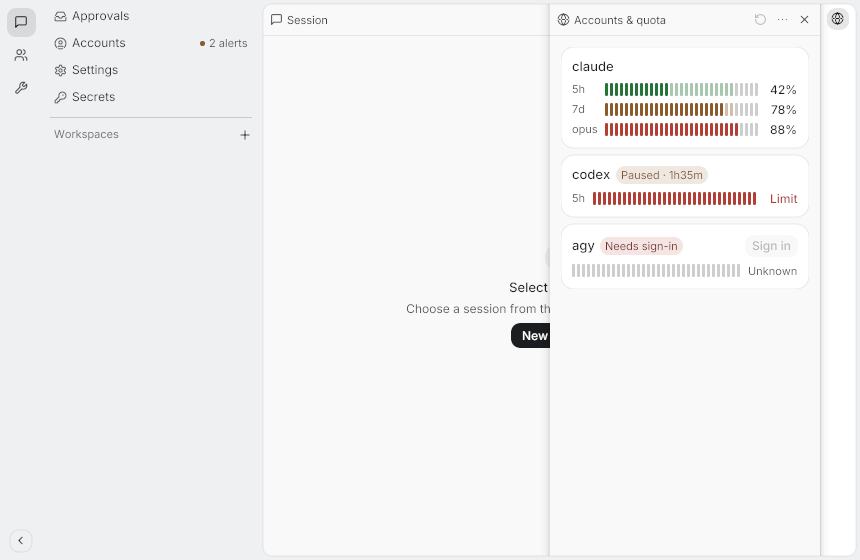 Approvals
Accounts
2 alerts
Settings
Secrets
Workspaces
Session
Select
Choose a session from th
New
Accounts & quota
claude
5h
42%
7d
78%
opus
88%
codex
Paused · 1h35m
5h
Limit
agy
Needs sign-in
Sign in
Unknown